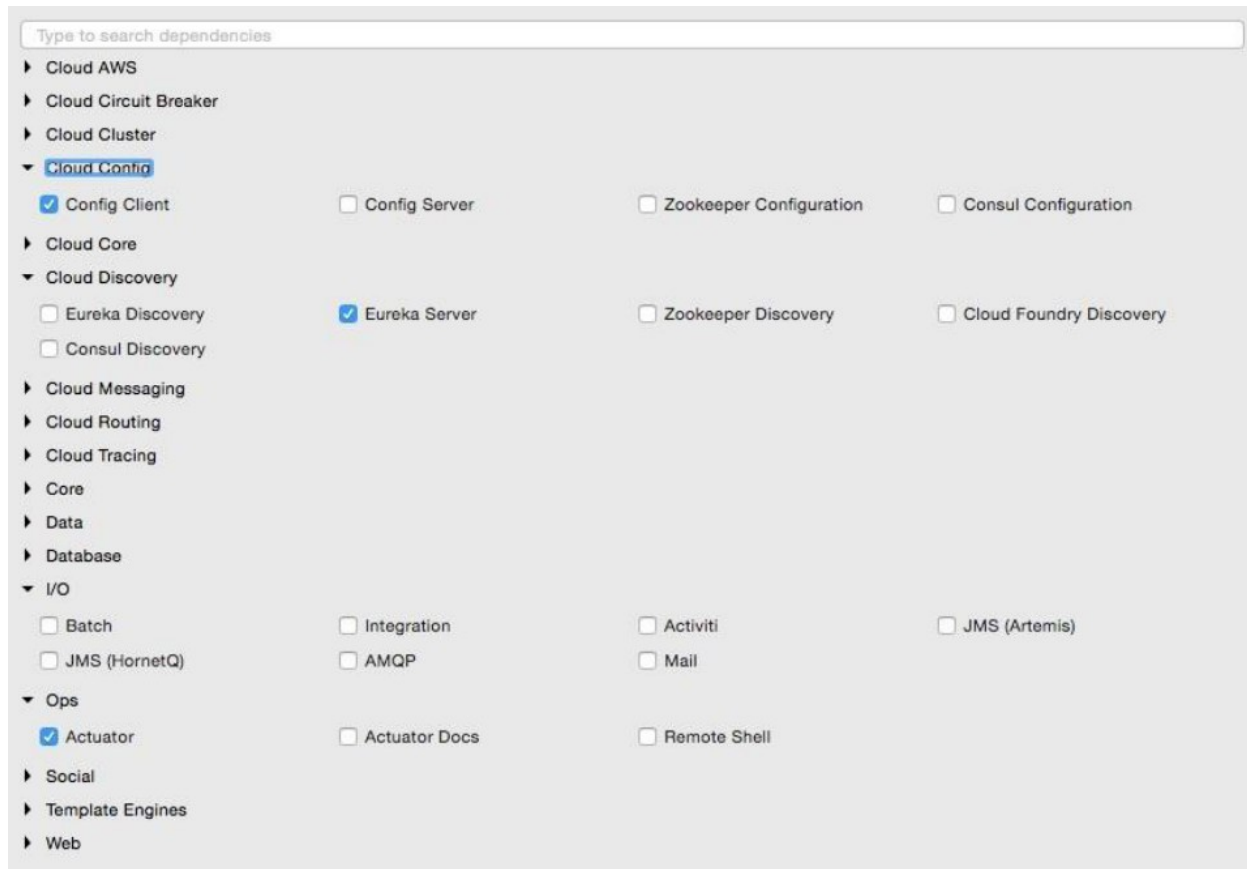 Type to search dependencies
Cloud AWS
Cloud Circuit Breaker
Cloud Cluster
Cloud Config
Config Client Config Server Zookeeper Configuration Consul Configuration
Cloud Core
Cloud Discovery
Eureka Discovery Eureka Server Zookeeper Discovery Cloud Foundry Discovery
Consul Discovery
Cloud Messaging
Cloud Routing
Cloud Tracing
Core
Data
Database
I/O
Batch Integration Activiti JMS (Artemis)
JMS (HornetQ) AMQP Mail
Ops
Actuator Actuator Docs Remote Shell
Social
Template Engines
Web